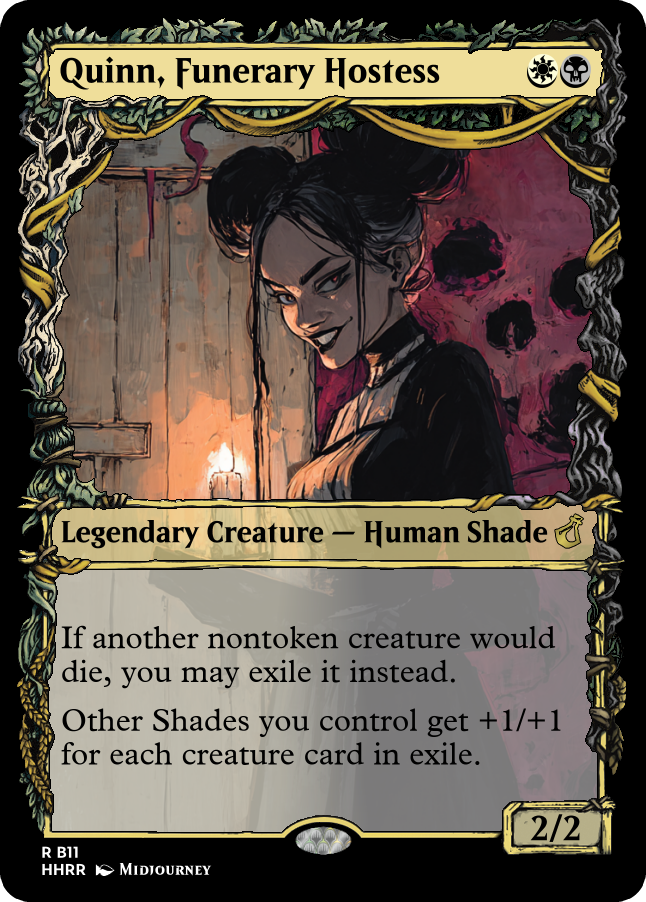 Quinn, Funerary Hostess
Legendary Creature — Human Shade
If another nontoken creature would
die, you may exile it instead.
Other Shades you control get +1/+1
for each creature card in exile.
2/2
R B11
HHRR Midjourney